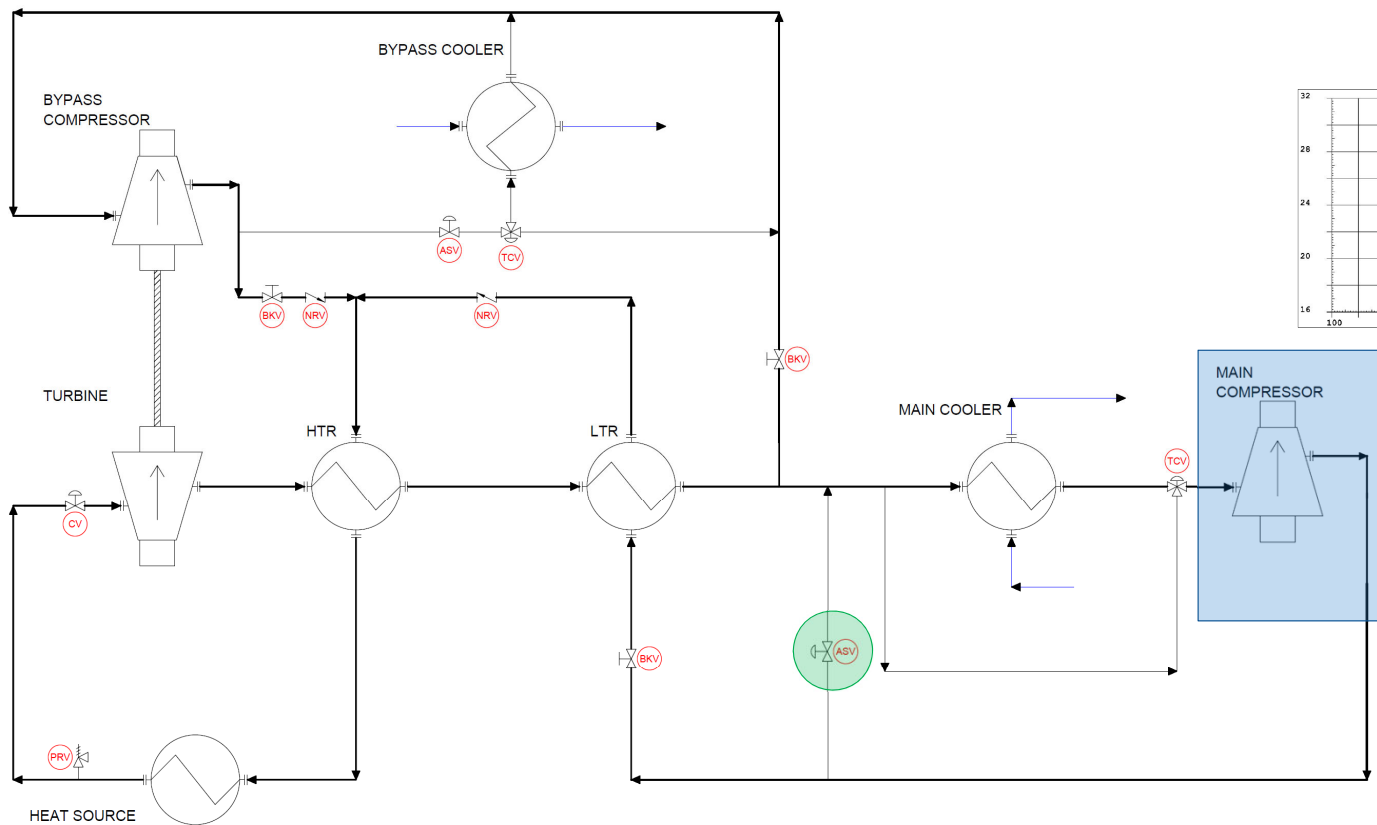 BYPASS COOLER
BYPASS
COMPRESSOR
32
28
24
20
16
100
ASV
TCV
BKV
NRV
NRV
BKV
MAIN
COMPRESSOR
TURBINE
HTR
LTR
MAIN COOLER
TCV
CV
ASV
BKV
PRV
HEAT SOURCE